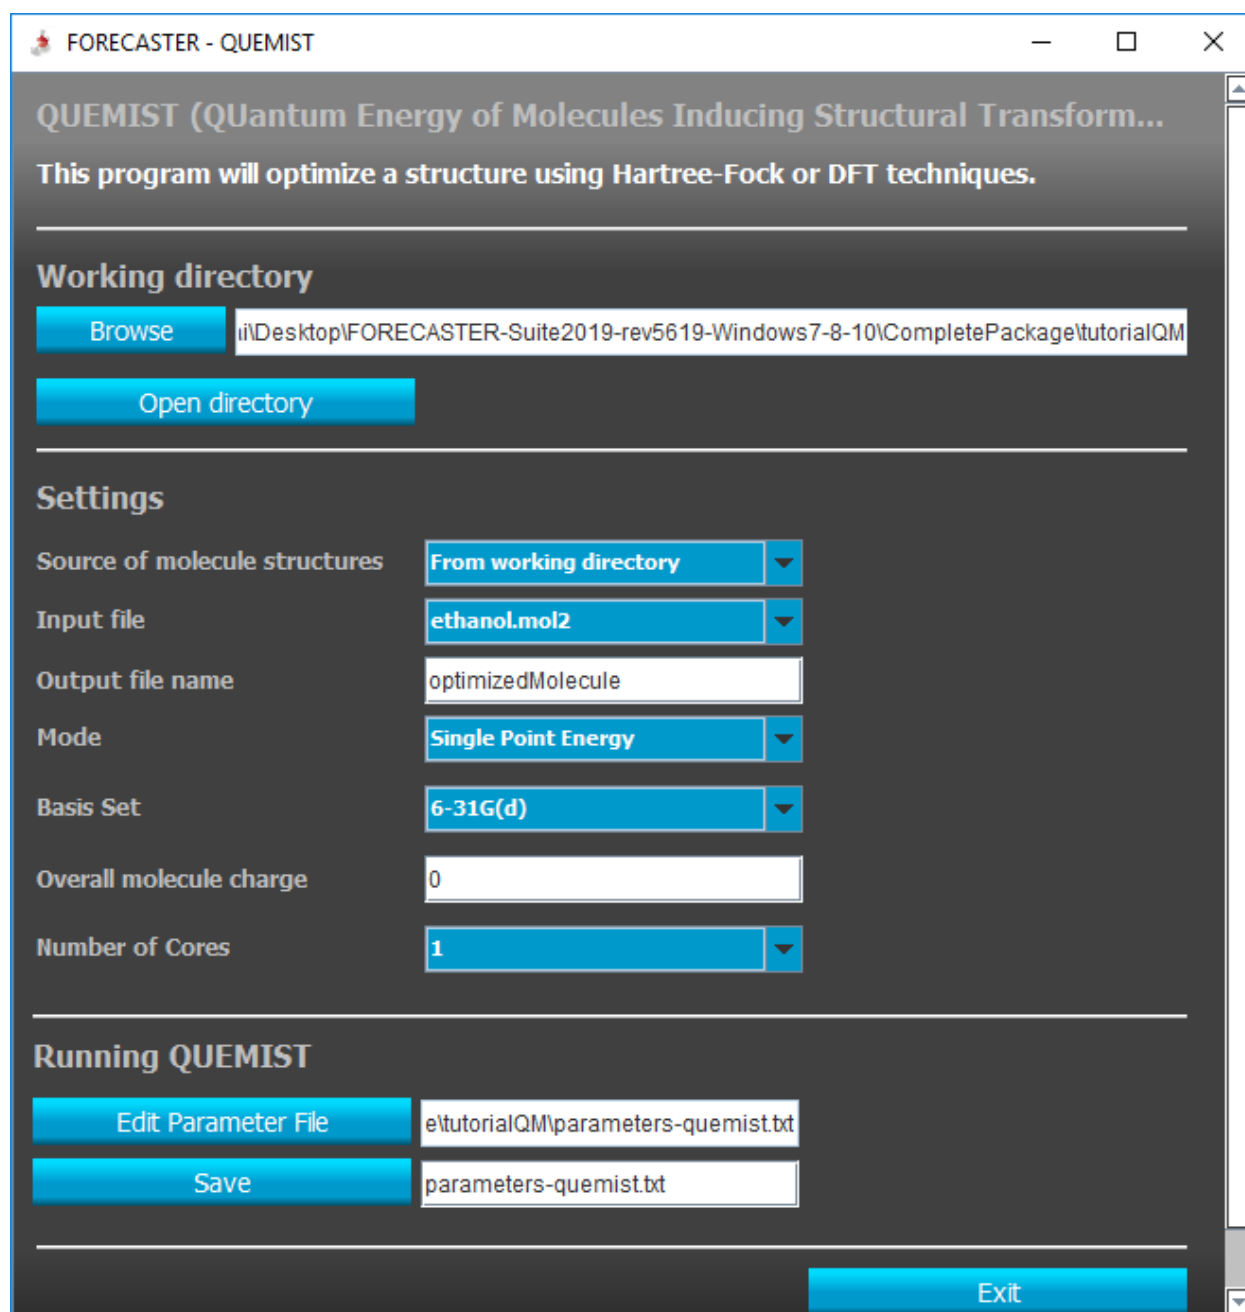 FORECASTER - QUEMIST
QUEMIST (QUantum Energy of Molecules Inducing Structural Transform...
This program will optimize a structure using Hartree-Fock or DFT techniques.
Working directory
Browse
\Desktop\FORECASTER-Suite2019-rev5619-Windows7-8-10\CompletePackage\tutorialQM
Open directory
Settings
Source of molecule structures From working directory
Input file ethanol.mol2
Output file name optimizedMolecule
Mode Single Point Energy
Basis Set 6-31G(d)
Overall molecule charge 0
Number of Cores 1
Running QUEMIST
Edit Parameter File e\tutorialQM\parameters-quemist.txt
Save parameters-quemist.txt
Exit